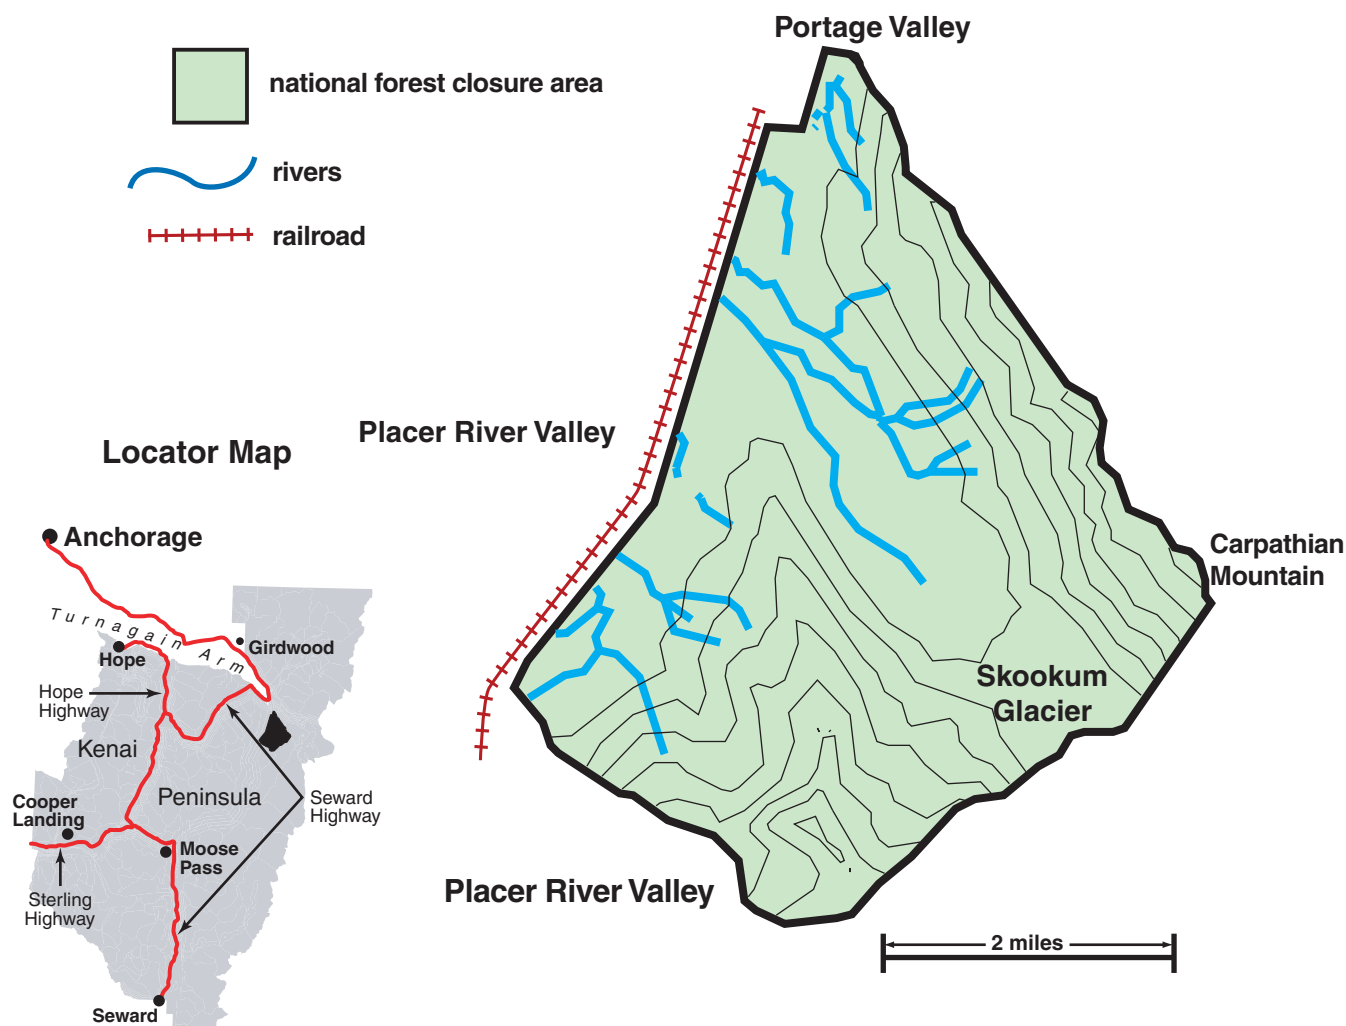 Portage Valley
national forest closure area
rivers
railroad
Placer River Valley
Locator Map
Anchorage
Carpathian
Mountain
Turnagain Arm
Girdwood
Hope
Skookum
Glacier
Hope
Highway
Kenai
Peninsula
Seward
Highway
Cooper
Landing
Moose
Pass
Placer River Valley
Sterling
Highway
2 miles
Seward